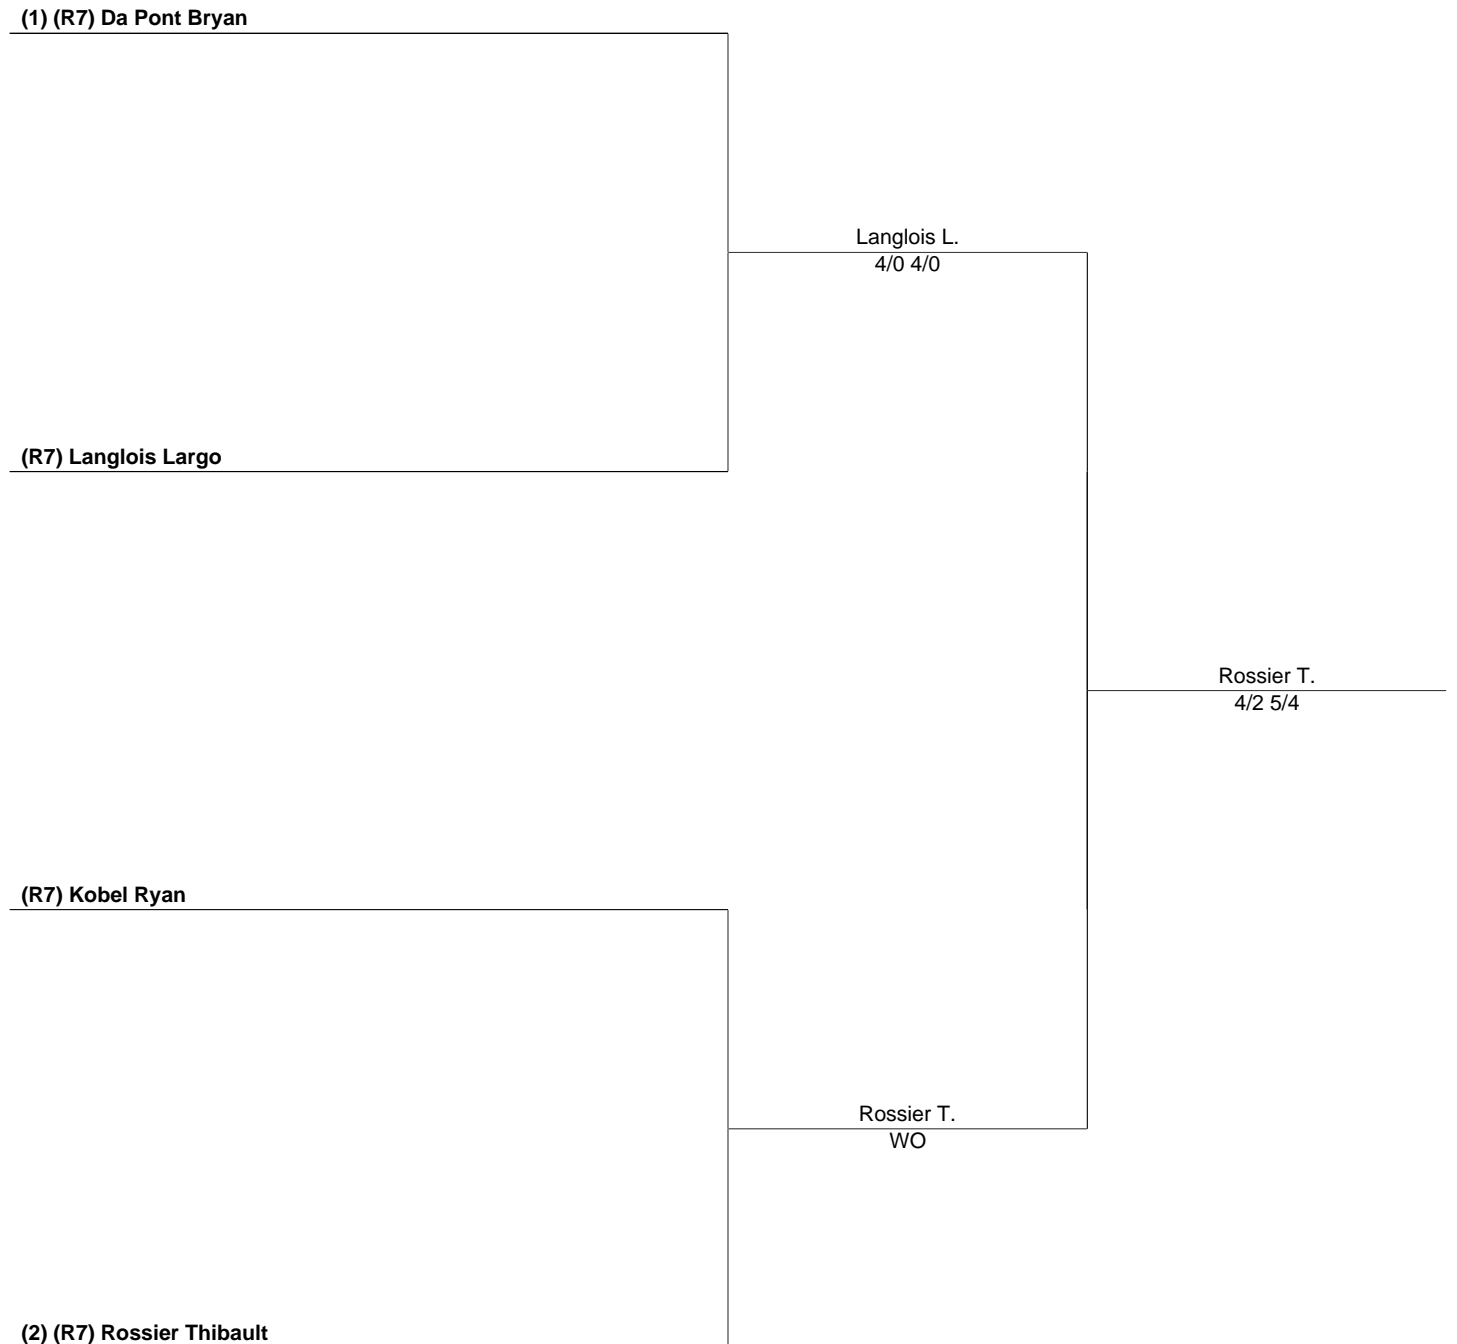 (1) (R7) Da Pont Bryan
Langlois L.
4/0 4/0
(R7) Langlois Largo
Rossier T.
4/2 5/4
(R7) Kobel Ryan
Rossier T.
WO
(2) (R7) Rossier Thibault